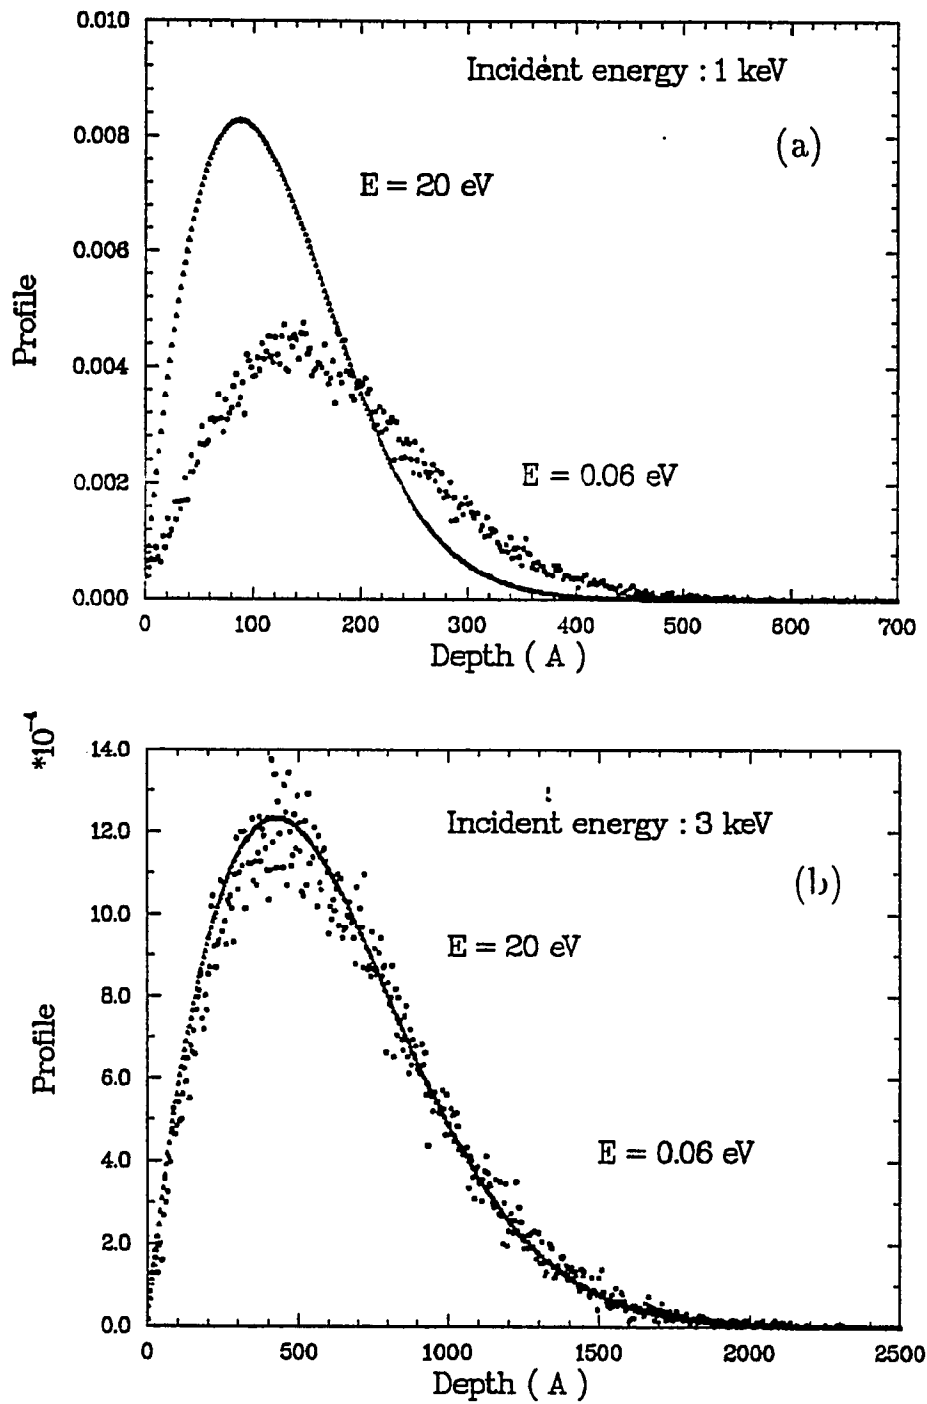 0.010
Incident energy : 1 keV
0.008
(a)
E = 20 eV
0.006
Profile
0.004
E = 0.06 eV
0.002
0.000
0 100 200 300 400 500 600 700
Depth ( A )
*10⁻⁴
14.0
Incident energy : 3 keV
12.0
(b)
10.0
E = 20 eV
8.0
Profile
6.0
E = 0.06 eV
4.0
2.0
0.0
0 500 1000 1500 2000 2500
Depth ( A )